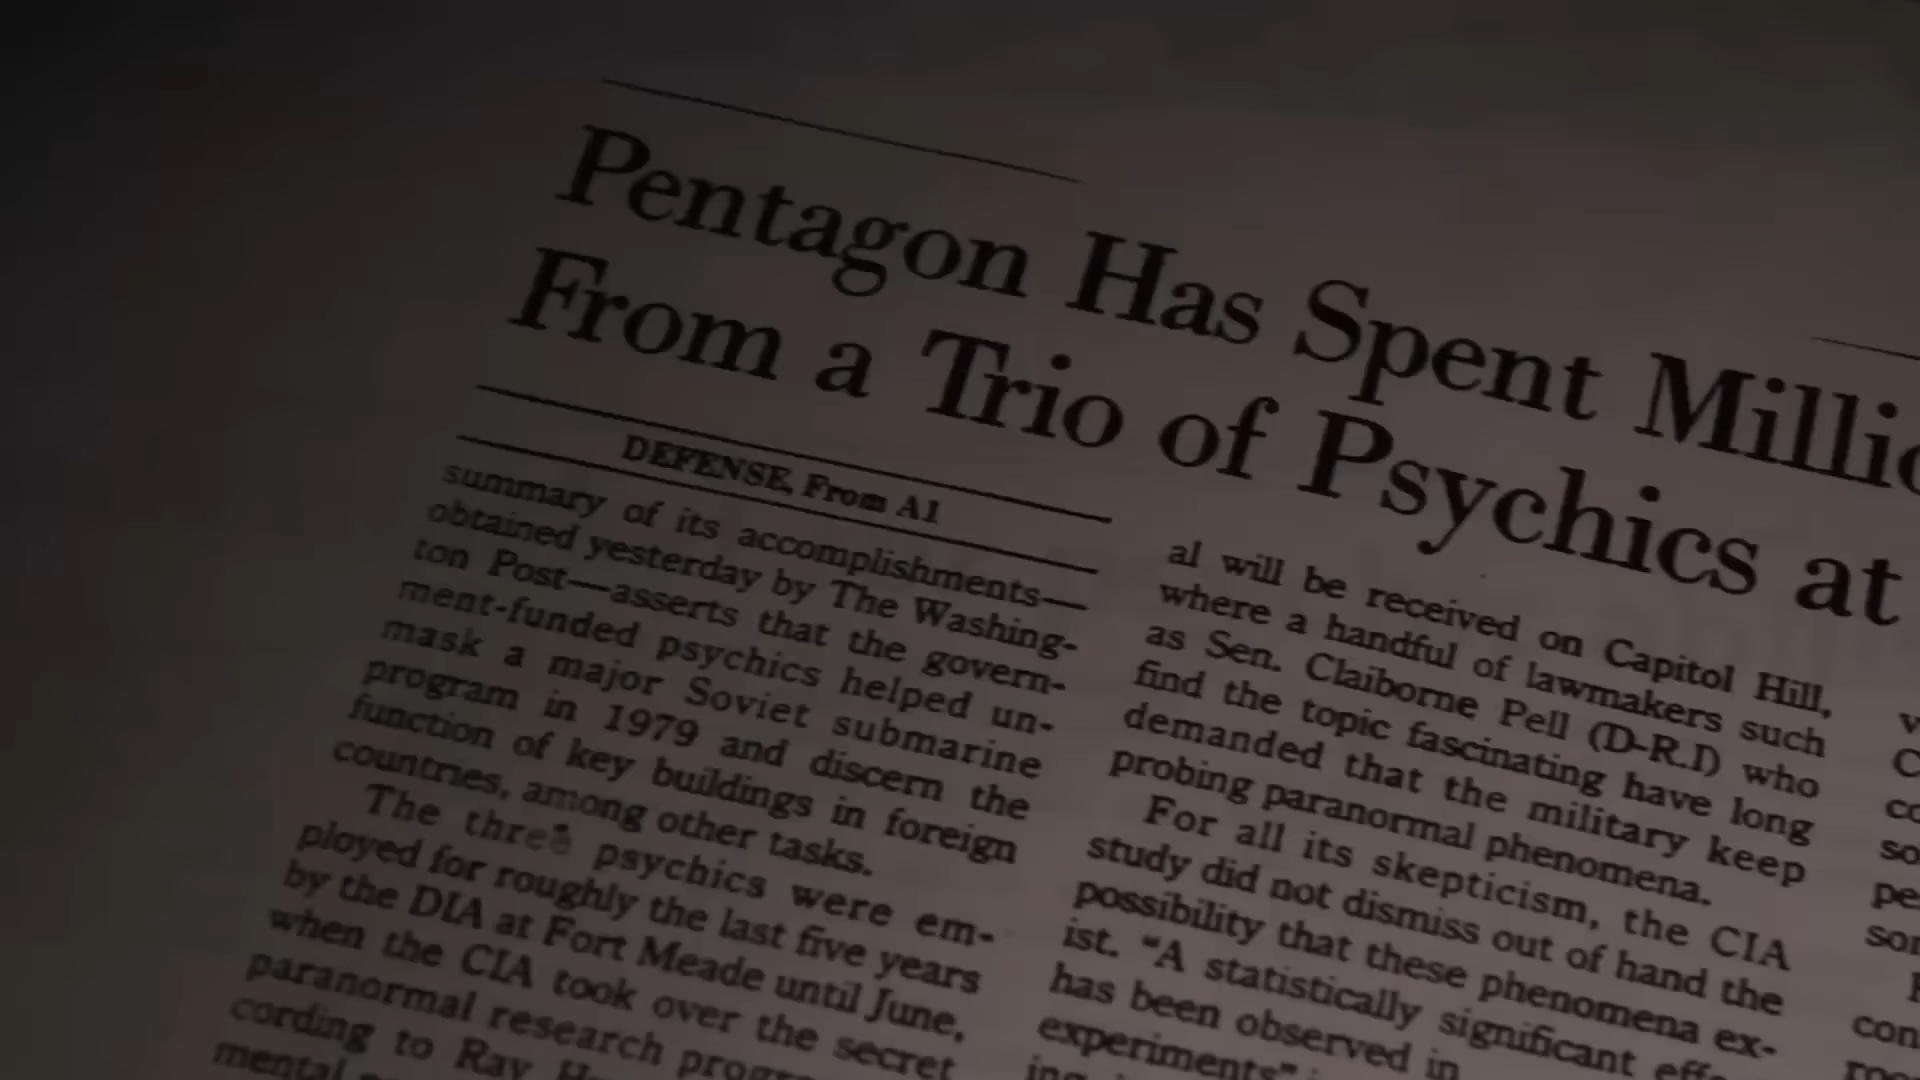 Pentagon Has Spent
From a Trio of Psychics at
DEFENSE, From A1
summary of its accomplishments—
obtained yesterday by The Washing-
ton Post—asserts that the govern-
ment-funded psychics helped un-
mask a major Soviet submarine
program in 1979 and discern the
function of key buildings in foreign
countries, among other tasks.
The three psychics were em-
ployed for roughly the last five years
by the DIA at Fort Meade until June,
when the CIA took over the secret
paranormal research
cording to Ray
mental
al will be received on Capitol Hill,
where a handful of lawmakers such
as Sen. Claiborne Pell (D-R.I) who
find the topic fascinating have long
demanded that the military keep
probing paranormal phenomena.
For all its skepticism, the CIA
study did not dismiss out of hand the
possibility that these phenomena ex-
ist. “A statistically significant
has been observed in
experiments”